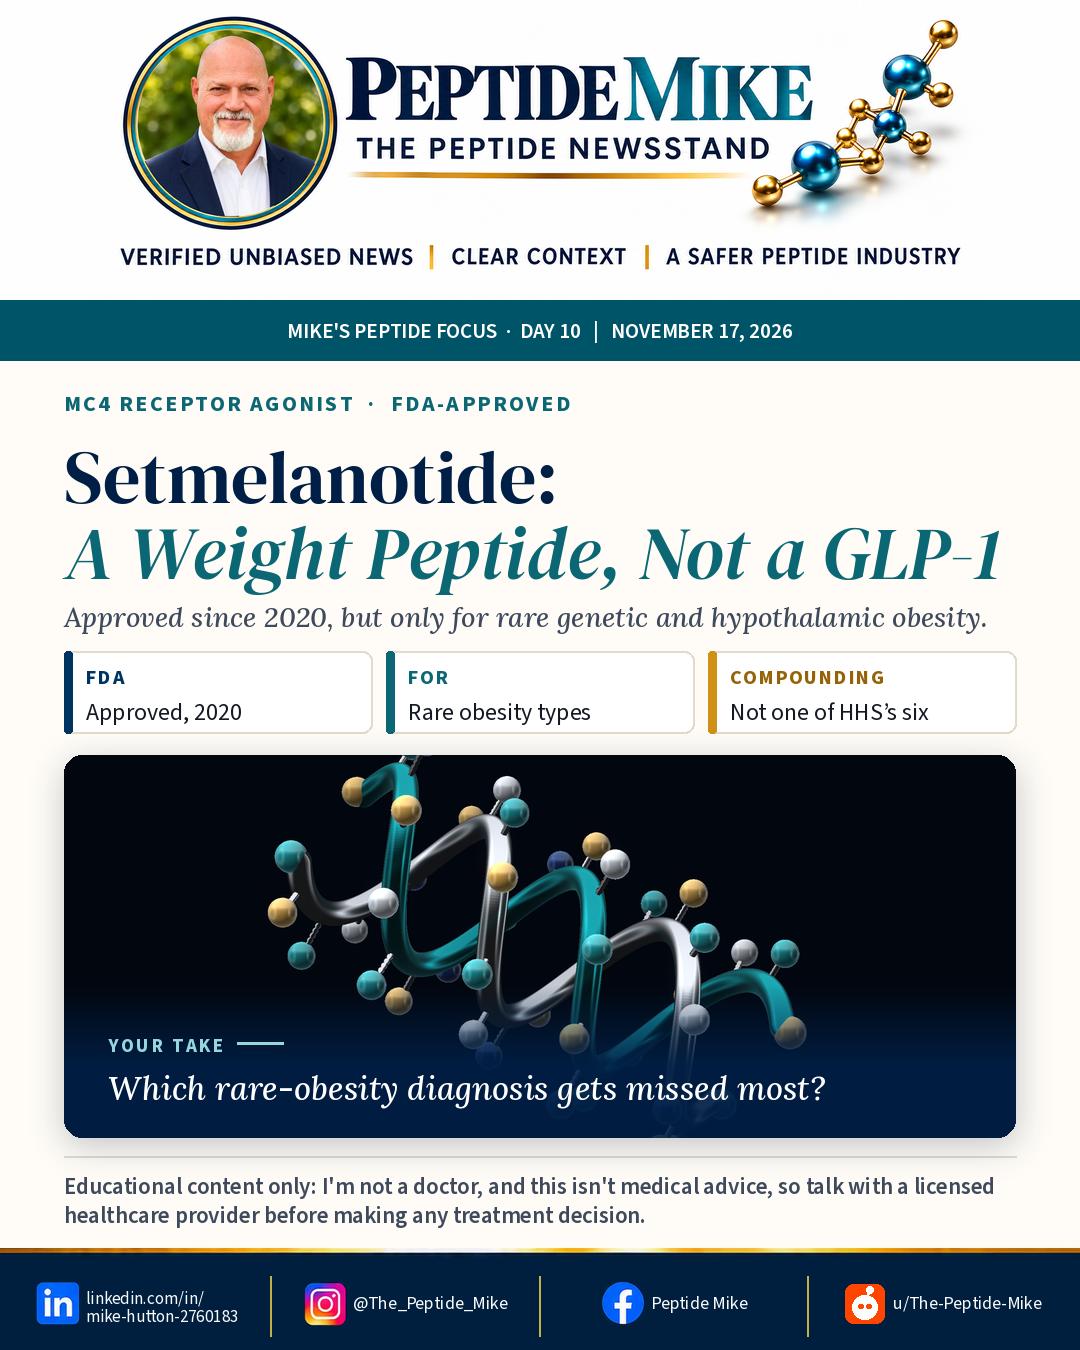 PEPTIDEMIKE
THE PEPTIDE NEWSSTAND
VERIFIED UNBIASED NEWS | CLEAR CONTEXT | A SAFER PEPTIDE INDUSTRY
MIKE'S PEPTIDE FOCUS · DAY 10 | NOVEMBER 17, 2026
MC4 RECEPTOR AGONIST · FDA-APPROVED
Setmelanotide:
A Weight Peptide, Not a GLP-1
Approved since 2020, but only for rare genetic and hypothalamic obesity.
FDA
Approved, 2020
FOR
Rare obesity types
COMPOUNDING
Not one of HHS’s six
YOUR TAKE
Which rare-obesity diagnosis gets missed most?
Educational content only: I'm not a doctor, and this isn't medical advice, so talk with a licensed
healthcare provider before making any treatment decision.
linkedin.com/in/
mike-hutton-2760183
@The_Peptide_Mike
Peptide Mike
u/The-Peptide-Mike